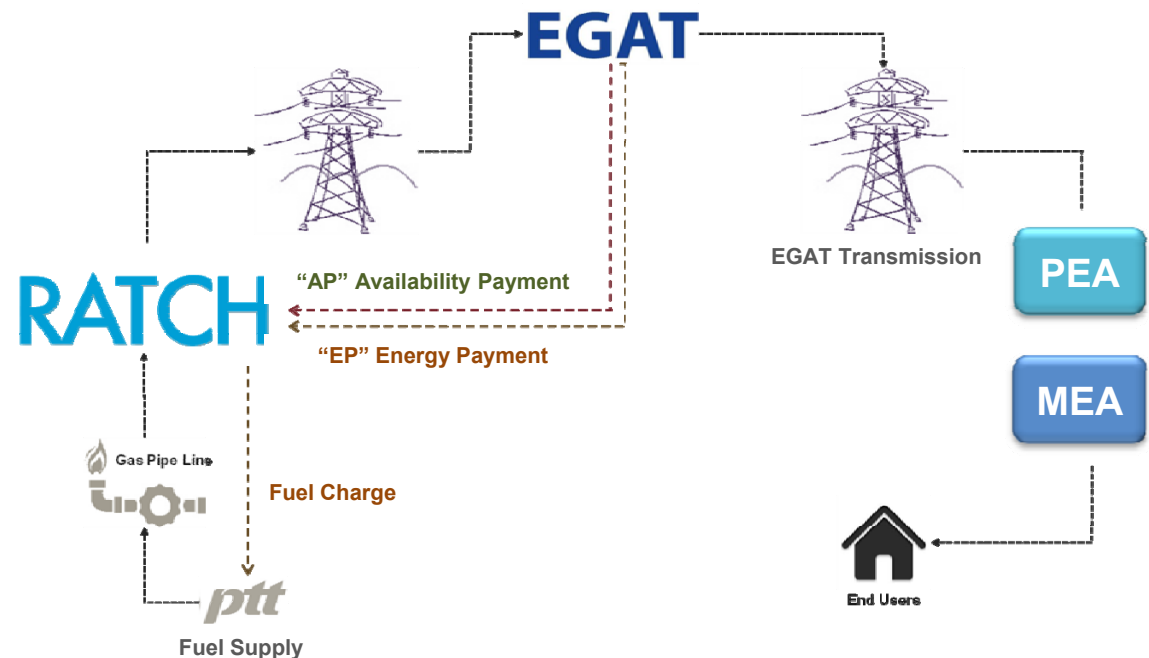 EGAT
EGAT Transmission
PEA
RATCH
“AP” Availability Payment
“EP” Energy Payment
MEA
Gas Pipe Line
Fuel Charge
End Users
ptt
Fuel Supply